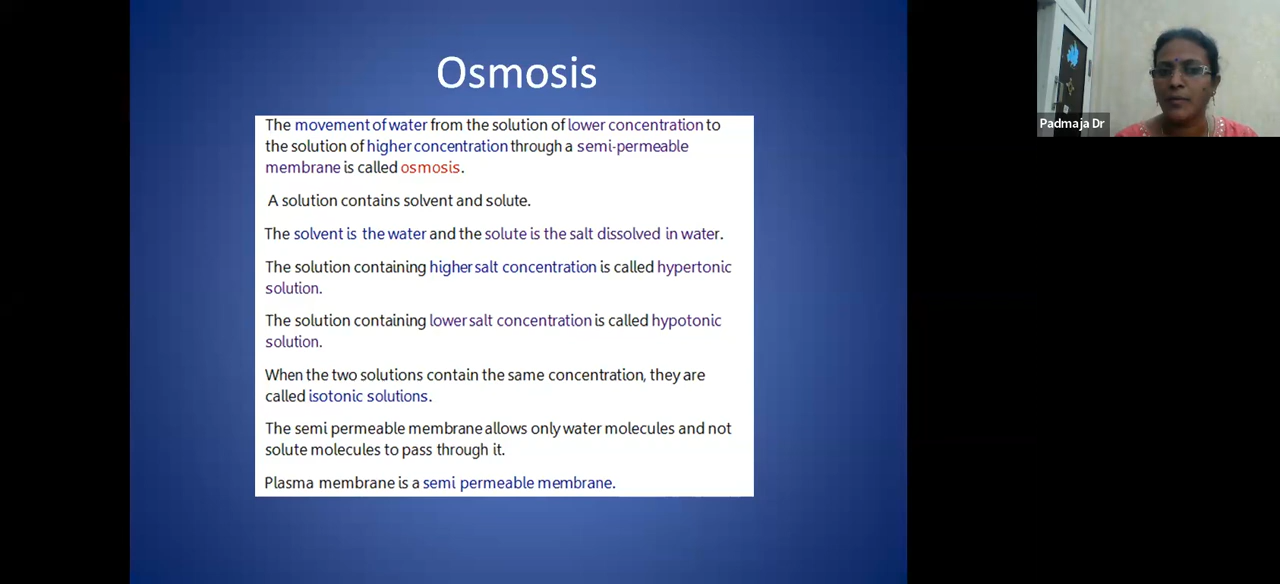 Osmosis
The movement of water from the solution of lower concentration to
the solution of higher concentration through a semi-permeable
membrane is called osmosis.
A solution contains solvent and solute.
The solvent is the water and the solute is the salt dissolved in water.
The solution containing higher salt concentration is called hypertonic
solution.
The solution containing lower salt concentration is called hypotonic
solution.
When the two solutions contain the same concentration, they are
called isotonic solutions.
The semi permeable membrane allows only water molecules and not
solute molecules to pass through it.
Plasma membrane is a semi permeable membrane.
Padmaja Dr